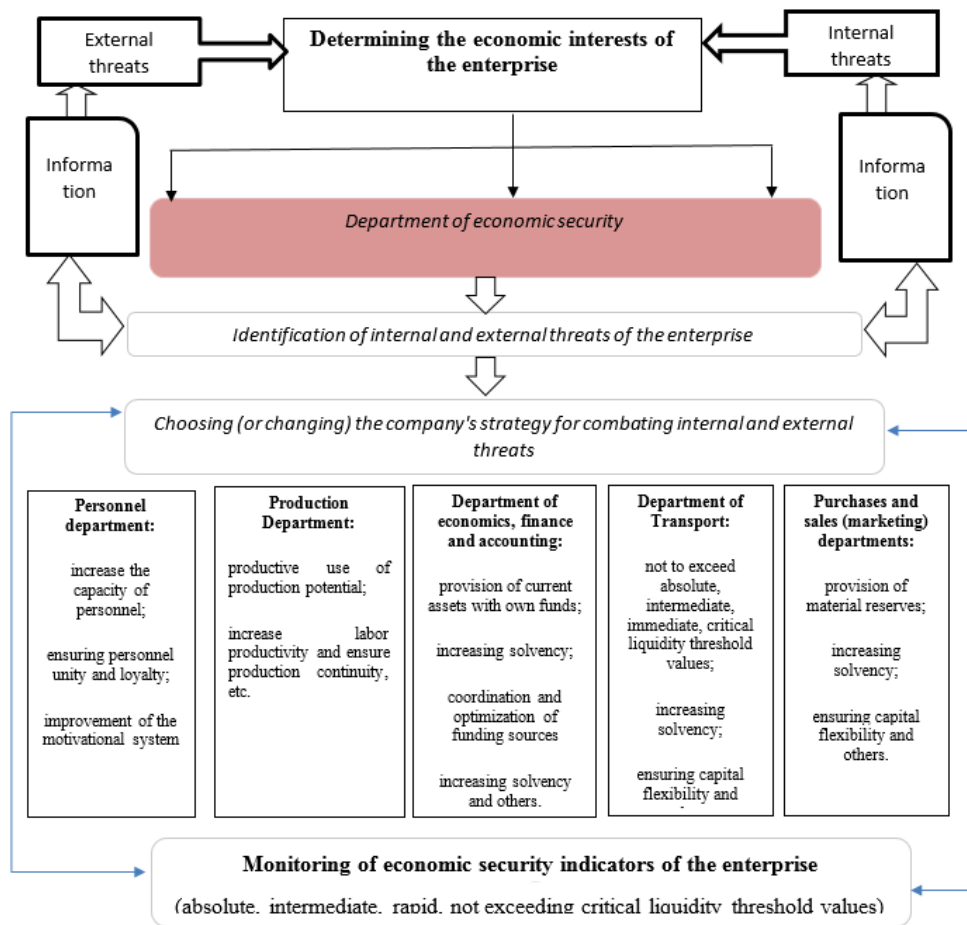 External
threats
Determining the economic interests of
the enterprise
Internal
threats
Informa
tion
Informa
tion
Department of economic security
Identification of internal and external threats of the enterprise
Choosing (or changing) the company's strategy for combating internal and external
threats
Personnel
department:
increase the
capacity of
personnel;
ensuring personnel
unity and loyalty;
improvement of the
motivational system
Production
Department:
productive use of
production potential;
increase labor
productivity and ensure
production continuity,
etc.
Department of
economics, finance
and accounting:
provision of current
assets with own funds;
increasing solvency;
coordination and
optimization of
funding sources
increasing solvency
and others.
Department of
Transport:
not to exceed
absolute,
intermediate,
immediate, critical
liquidity threshold
values;
increasing
solvency;
ensuring capital
flexibility and
Purchases and
sales (marketing)
departments:
provision of
material reserves;
increasing
solvency;
ensuring capital
flexibility and
others.
Monitoring of economic security indicators of the enterprise
(absolute, intermediate, rapid, not exceeding critical liquidity threshold values)